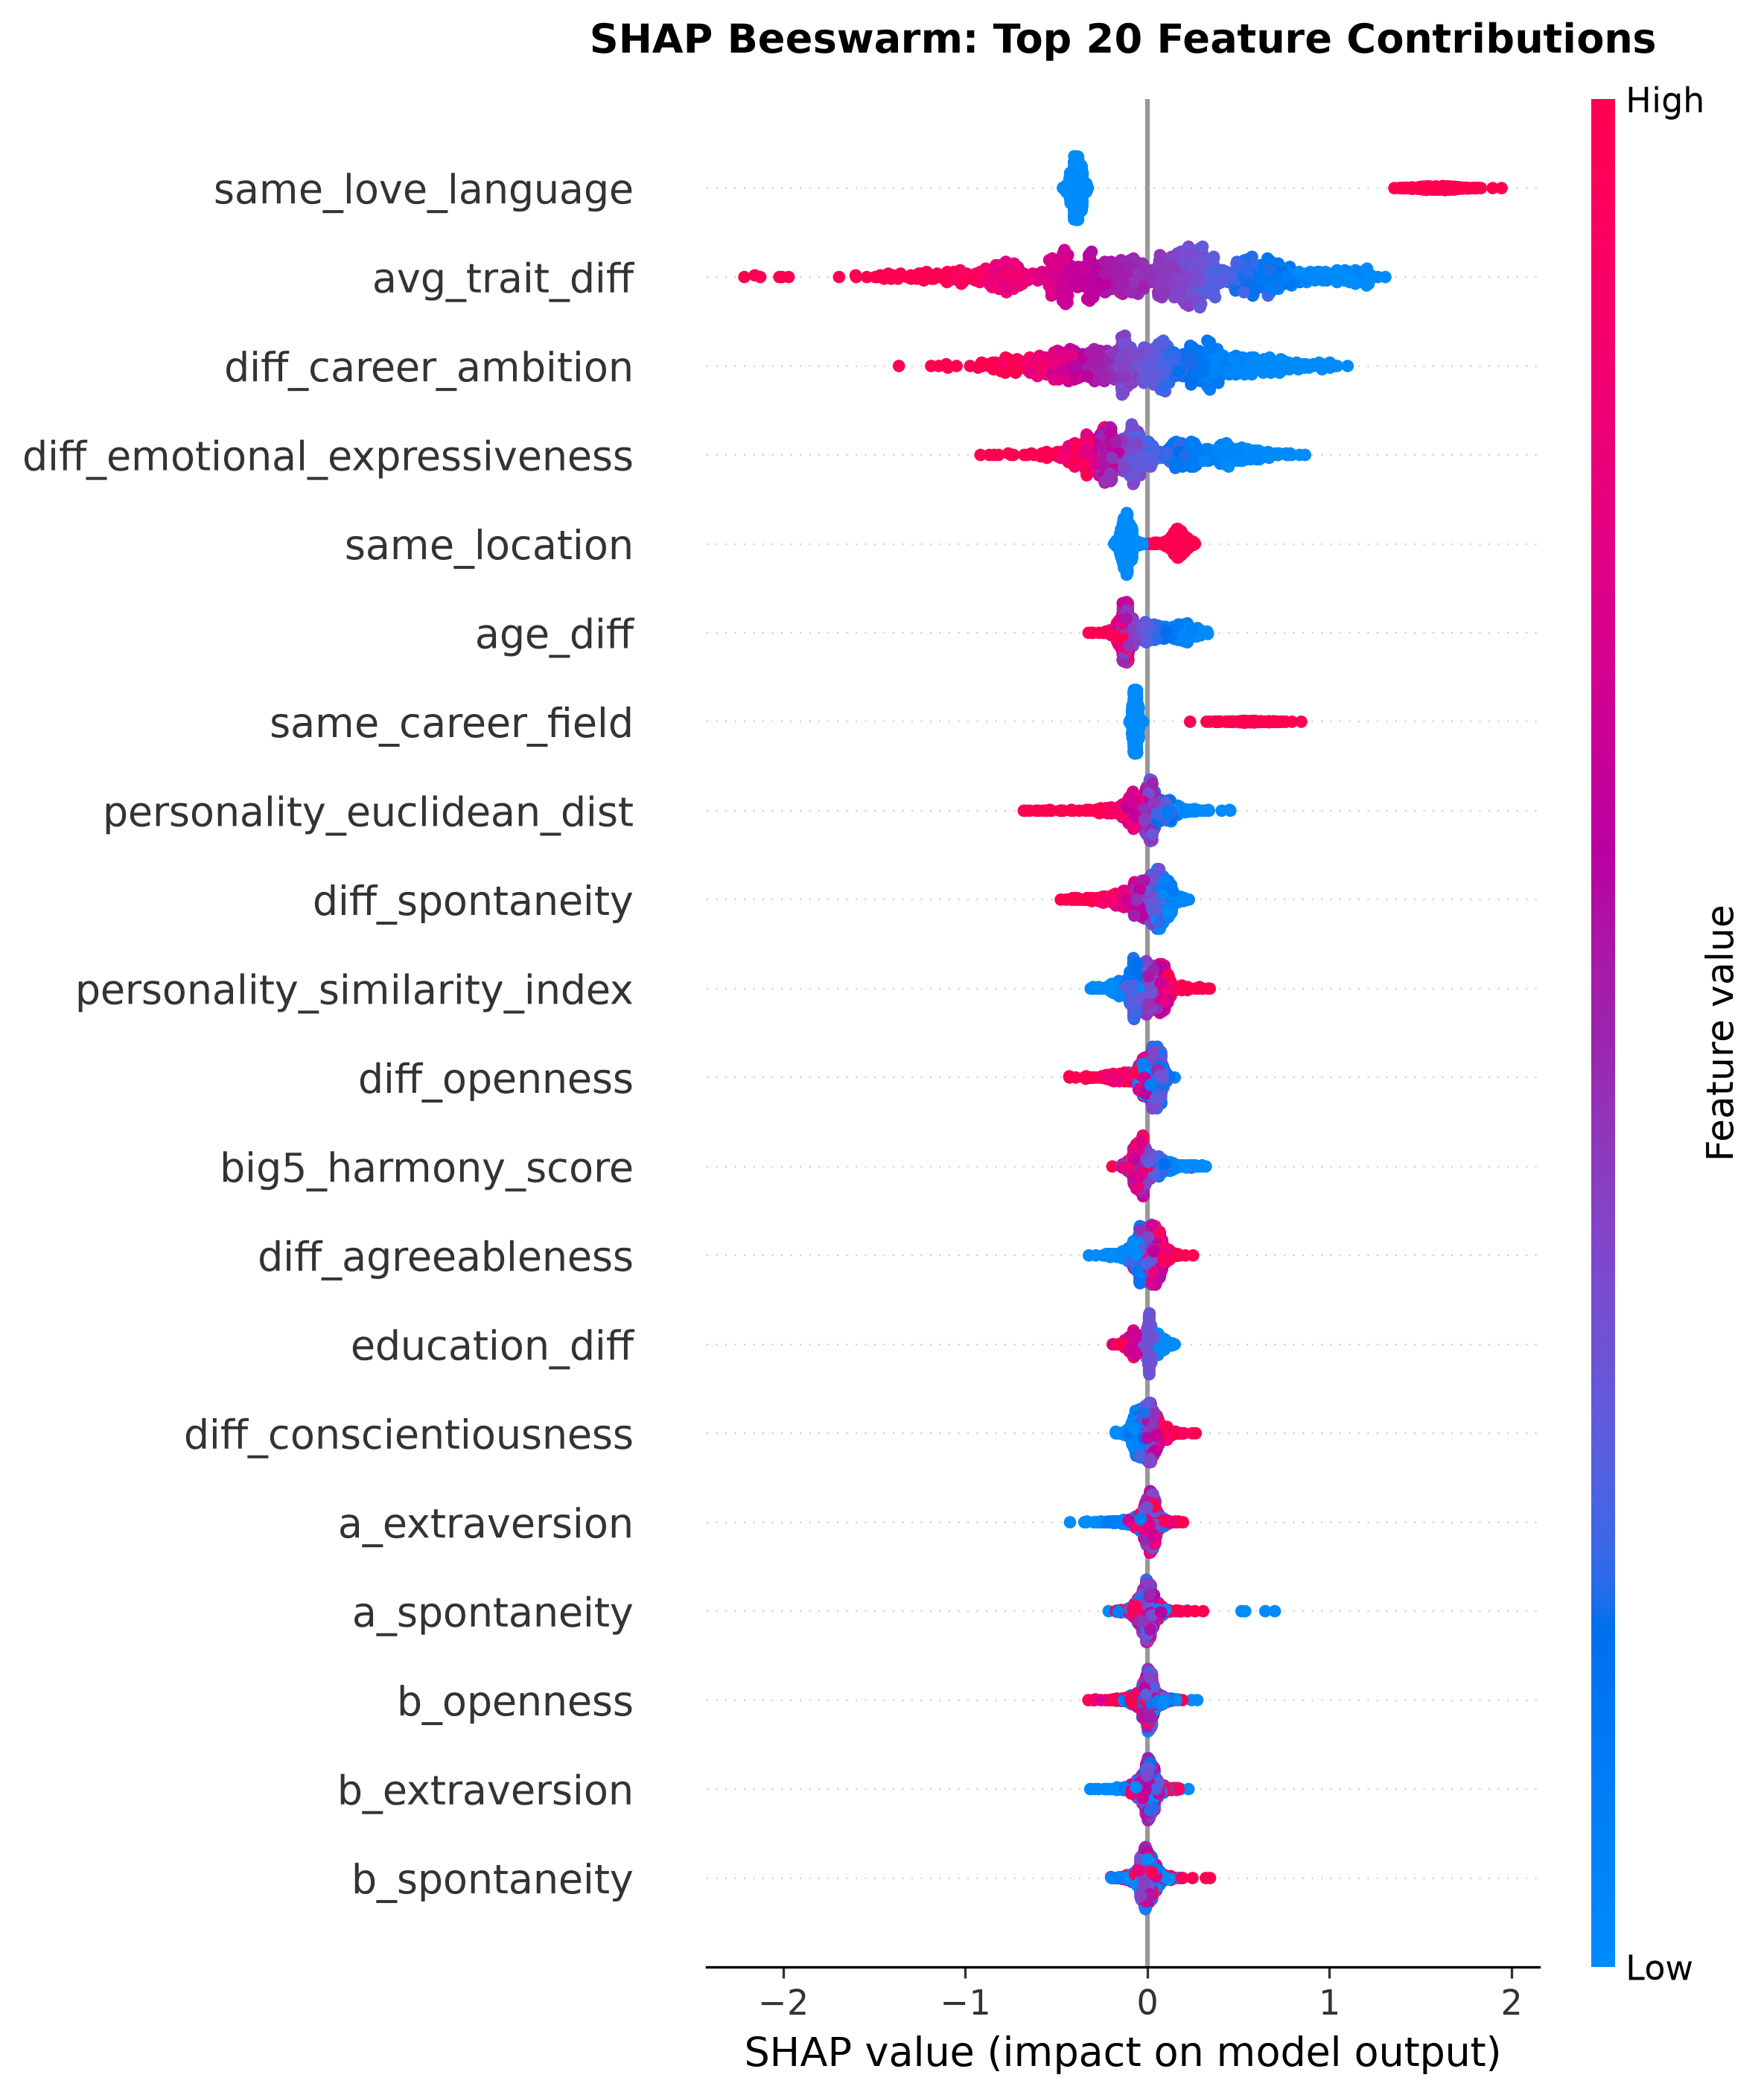 SHAP Beeswarm: Top 20 Feature Contributions
High
same_love_language
avg_trait_diff
diff_career_ambition
diff_emotional_expressiveness
same_location
age_diff
same_career_field
personality_euclidean_dist
diff_spontaneity
personality_similarity_index
diff_openness
big5_harmony_score
diff_agreeableness
education_diff
diff_conscientiousness
a_extraversion
a_spontaneity
b_openness
b_extraversion
b_spontaneity
Feature value
Low
−2 −1 0 1 2
SHAP value (impact on model output)